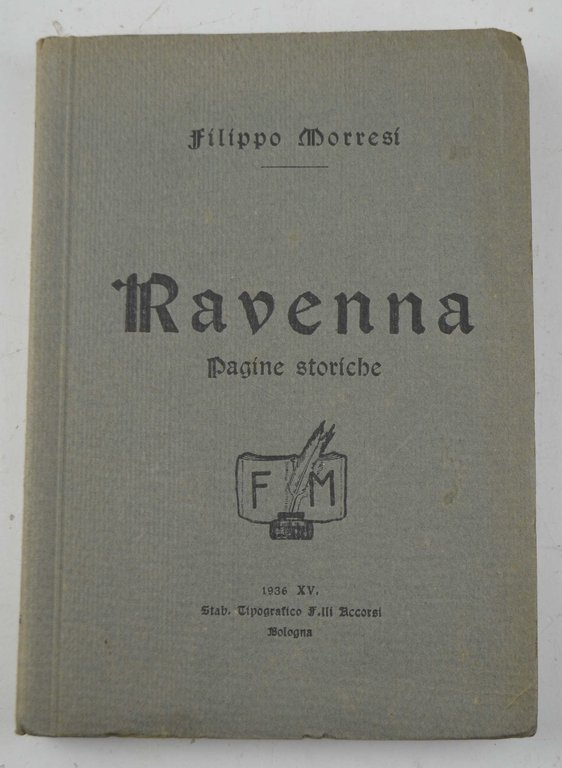 Filippo Morresi
Ravenna
Pagine storiche
F M
1936 XV.
Stab. Tipografico F.lli Accorsi
Bologna